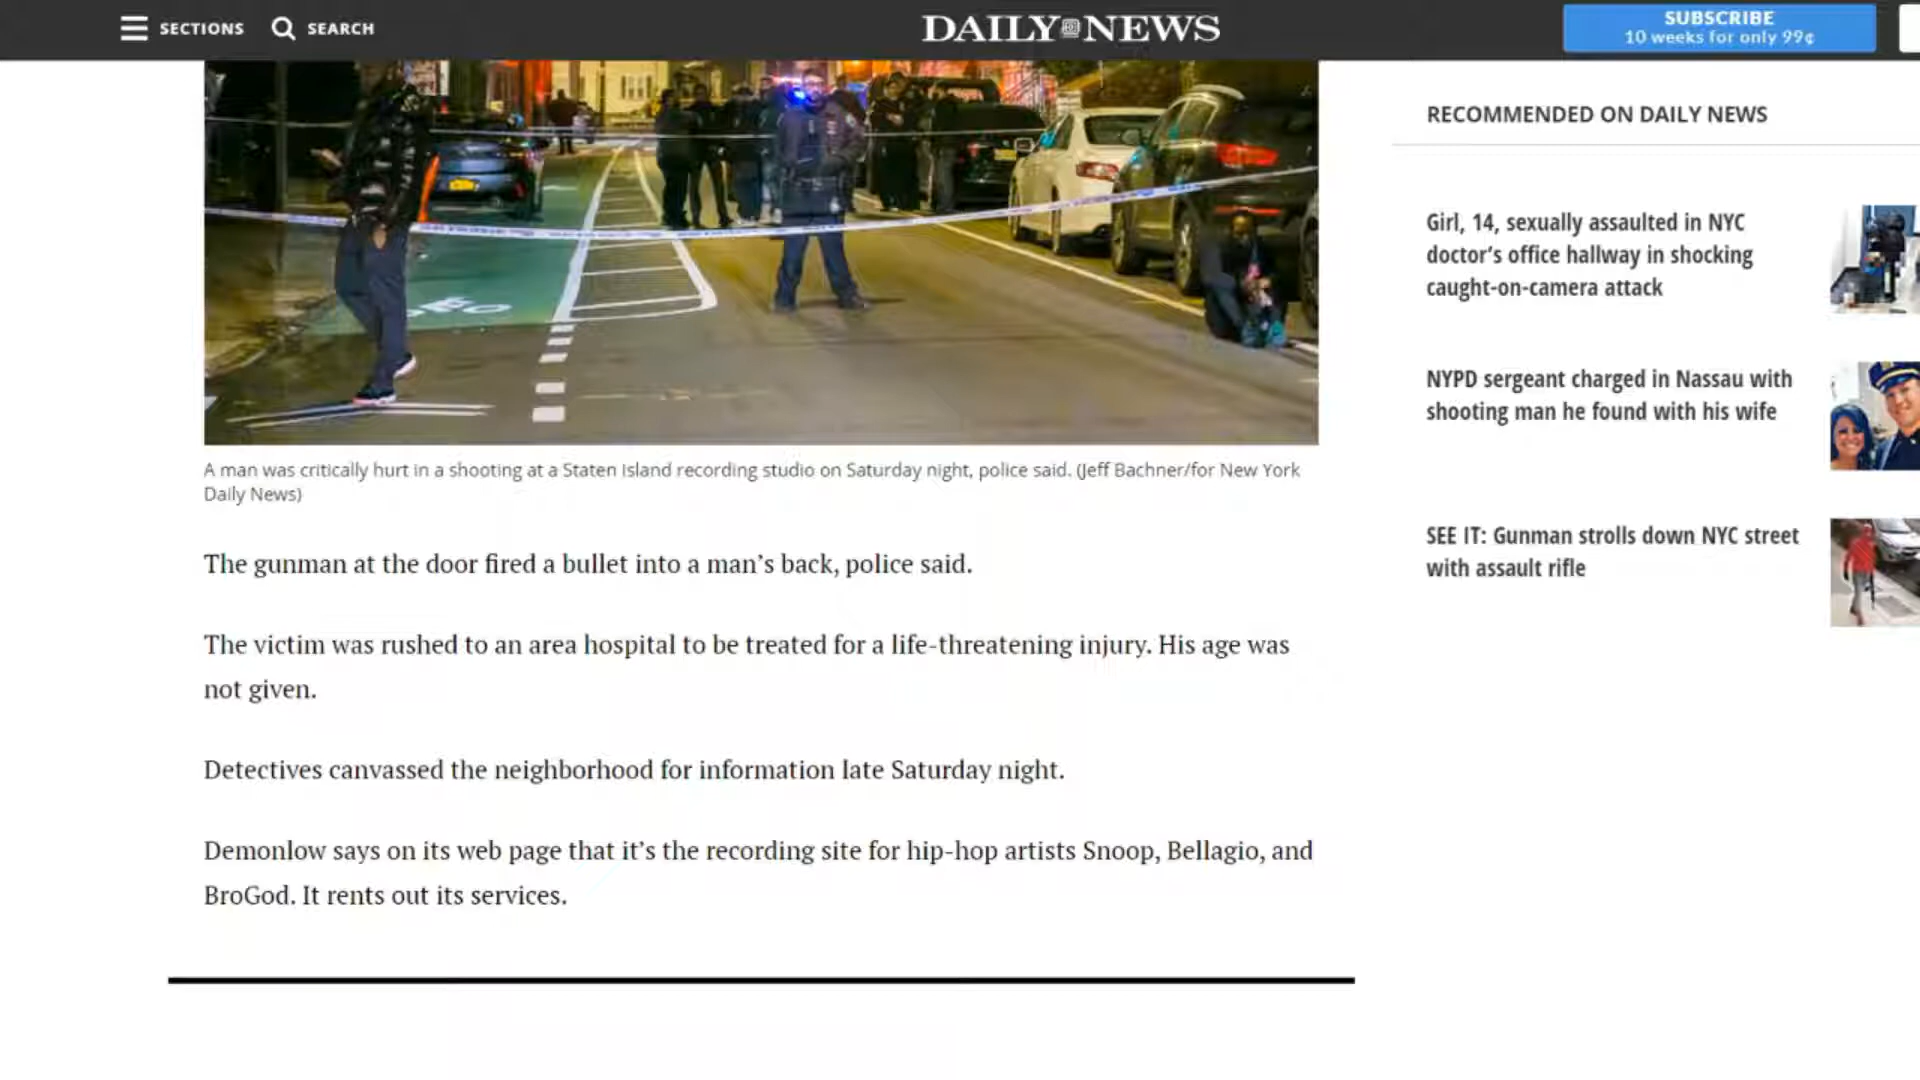 SECTIONS
SEARCH
DAILY NEWS
SUBSCRIBE
10 weeks for only 99¢
RECOMMENDED ON DAILY NEWS
Girl, 14, sexually assaulted in NYC
doctor’s office hallway in shocking
caught-on-camera attack
NYPD sergeant charged in Nassau with
shooting man he found with his wife
SEE IT: Gunman strolls down NYC street
with assault rifle
A man was critically hurt in a shooting at a Staten Island recording studio on Saturday night, police said. (Jeff Bachner/for New York
Daily News)
The gunman at the door fired a bullet into a man’s back, police said.
The victim was rushed to an area hospital to be treated for a life-threatening injury. His age was
not given.
Detectives canvassed the neighborhood for information late Saturday night.
Demonlow says on its web page that it’s the recording site for hip-hop artists Snoop, Bellagio, and
BroGod. It rents out its services.